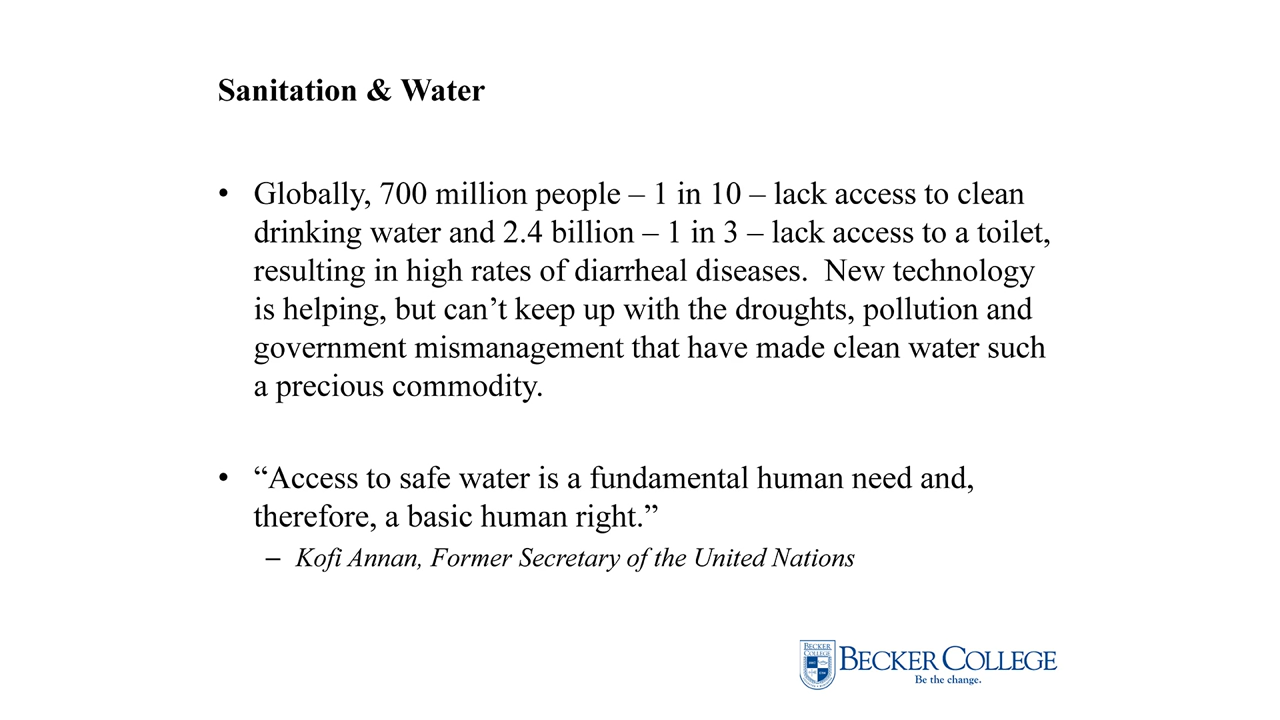 Sanitation & Water
• Globally, 700 million people – 1 in 10 – lack access to clean
drinking water and 2.4 billion – 1 in 3 – lack access to a toilet,
resulting in high rates of diarrheal diseases.  New technology
is helping, but can’t keep up with the droughts, pollution and
government mismanagement that have made clean water such
a precious commodity.
• “Access to safe water is a fundamental human need and,
therefore, a basic human right.”
– Kofi Annan, Former Secretary of the United Nations
BECKER
COLLEGE
BECKER COLLEGE
Be the change.